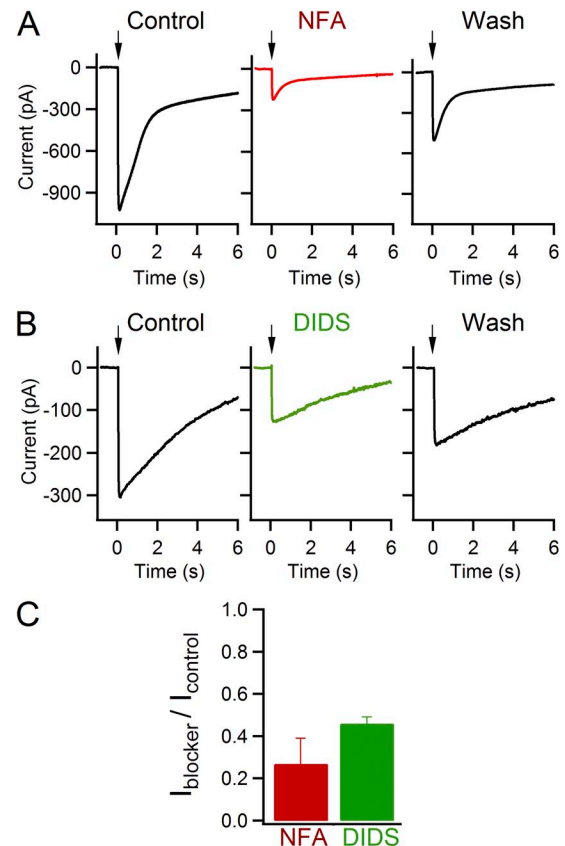 A
Control
NFA
Wash
Current (pA)
0
-300
-600
-900
0 2 4 6
0 2 4 6
0 2 4 6
Time (s)
Time (s)
Time (s)
B
Control
DIDS
Wash
Current (pA)
0
-100
-200
-300
0 2 4 6
0 2 4 6
0 2 4 6
Time (s)
Time (s)
Time (s)
C
Iblocker / Icontrol
1.0
0.8
0.6
0.4
0.2
0.0
NFA DIDS